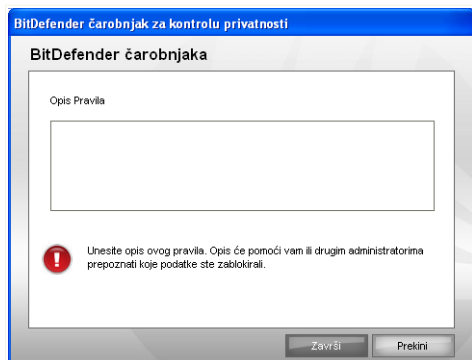 BitDefender čarobnjak za kontrolu privatnosti
BitDefender čarobnjaka
Opis Pravila
Unesite opis ovog pravila. Opis će pomoći vam ili drugim administratorima
prepoznati koje podatke ste zablokirali.
Završi Prekini